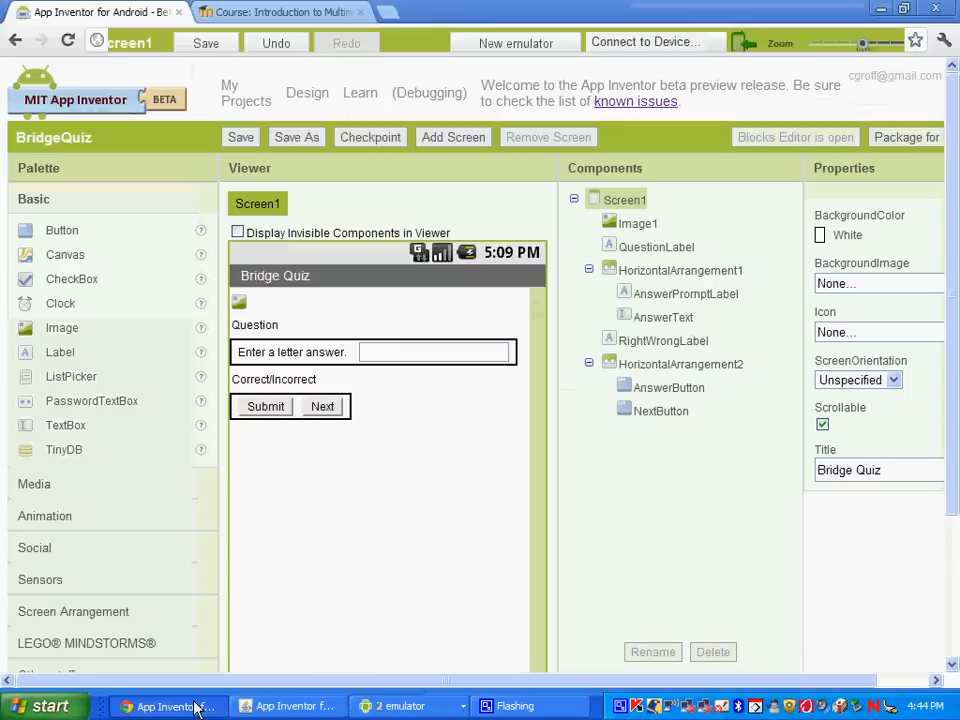 App Inventor for Android - Be
Course: Introduction to Multim
creen1
Save
Undo
Redo
New emulator
Connect to Device...
Zoom
MIT App Inventor
BETA
My Projects
Design
Learn
(Debugging)
Welcome to the App Inventor beta preview release. Be sure
to check the list of known issues.
cgroff@gmail.com
BridgeQuiz
Save
Save As
Checkpoint
Add Screen
Remove Screen
Blocks Editor is open
Package for
Palette
Viewer
Components
Properties
Basic
Button
Canvas
CheckBox
Clock
Image
Label
ListPicker
PasswordTextBox
TextBox
TinyDB
Media
Animation
Social
Sensors
Screen Arrangement
LEGO® MINDSTORMS®
Screen1
Display Invisible Components in Viewer
5:09 PM
Bridge Quiz
Question
Enter a letter answer.
Correct/Incorrect
Submit
Next
Screen1
Image1
QuestionLabel
HorizontalArrangement1
AnswerPromptLabel
AnswerText
RightWrongLabel
HorizontalArrangement2
AnswerButton
NextButton
Rename
Delete
BackgroundColor
White
BackgroundImage
None...
Icon
None...
ScreenOrientation
Unspecified
Scrollable
Title
Bridge Quiz
start
App Inventor f...
App Inventor f...
2 emulator
Flashing
4:44 PM